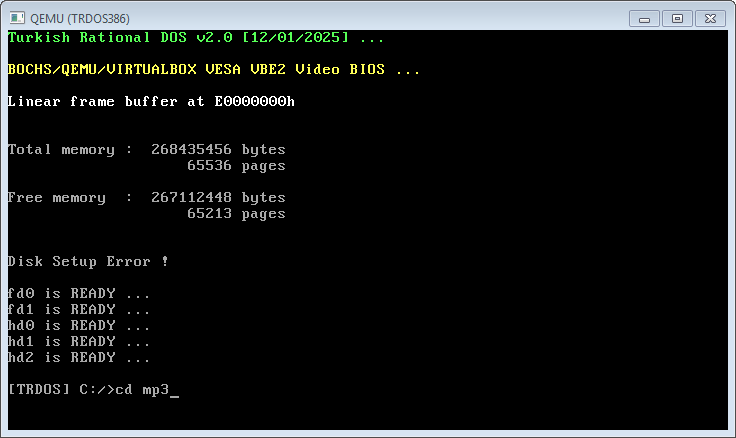 QEMU (TRDOS386)
Turkish Rational DOS v2.0 [12/01/2025] ...
BOCHS/QEMU/VIRTUALBOX VESA VBE2 Video BIOS ...
Linear frame buffer at E0000000h
Total memory :  268435456 bytes
65536 pages
Free memory  :  267112448 bytes
65213 pages
Disk Setup Error !
fd0 is READY ...
fd1 is READY ...
hd0 is READY ...
hd1 is READY ...
hd2 is READY ...
[TRDOS] C:/>cd mp3_